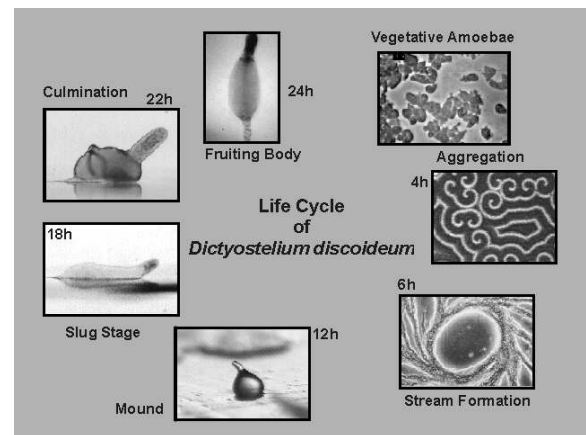 Vegetative Amoebae
Aggregation
4h
6h
Stream Formation
12h
Mound
18h
Slug Stage
Culmination
22h
24h
Fruiting Body
Life Cycle
of
Dictyostelium discoideum